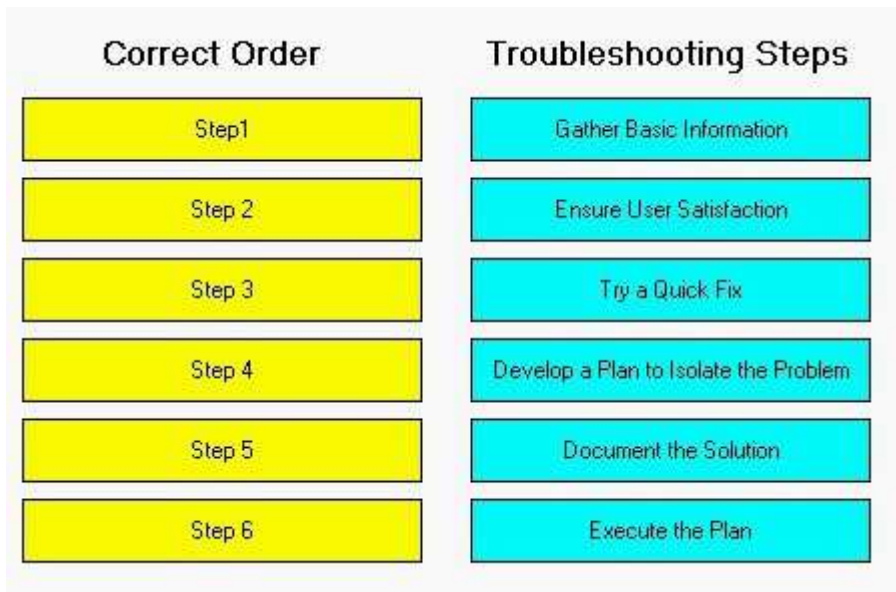 Correct Order
Troubleshooting Steps
Step1
Gather Basic Information
Step 2
Ensure User Satisfaction
Step 3
Try a Quick Fix
Step 4
Develop a Plan to Isolate the Problem
Step 5
Document the Solution
Step 6
Execute the Plan